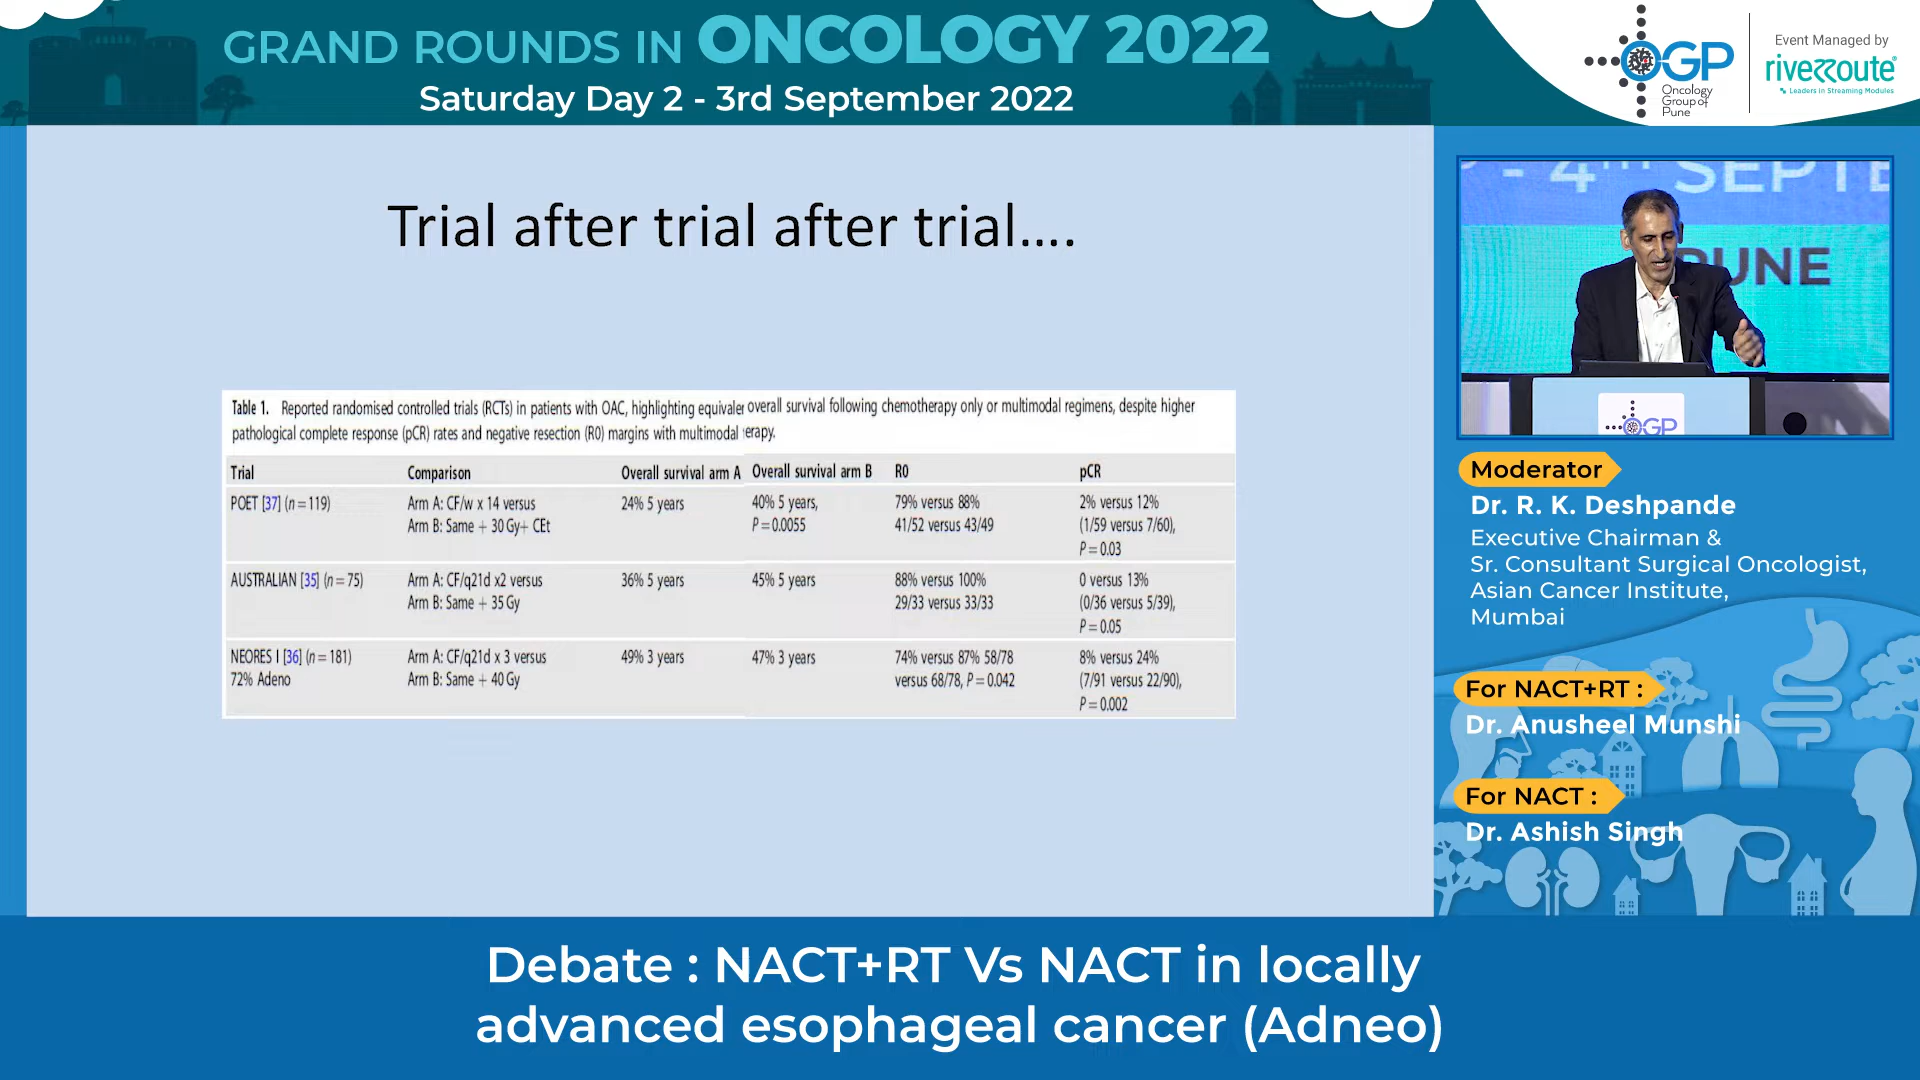 GRAND ROUNDS IN ONCOLOGY 2022
Saturday Day 2 - 3rd September 2022
OGP
Oncology
Group of
Pune
Event Managed by
riveRoute
Leaders in Streaming Modules
Trial after trial after trial....
Table 1. Reported randomised controlled trials (RCTs) in patients with OAC, highlighting equivaler overall survival following chemotherapy only or multimodal regimens, despite higher
pathological complete response (pCR) rates and negative resection (R0) margins with multimodal erapy.
Trial Comparison Overall survival arm A Overall survival arm B R0 pCR
POET [37] (n=119) Arm A: CF/w x 14 versus 24% 5 years 40% 5 years, 79% versus 88% 2% versus 12%
Arm B: Same + 30 Gy+ CEt P=0.0055 41/52 versus 43/49 (1/59 versus 7/60),
P=0.03
AUSTRALIAN [35] (n=75) Arm A: CF/q21d x2 versus 36% 5 years 45% 5 years 88% versus 100% 0 versus 13%
Arm B: Same + 35 Gy 29/33 versus 33/33 (0/36 versus 5/39),
P=0.05
NEORES I [36] (n=181) Arm A: CF/q21d x 3 versus 49% 3 years 47% 3 years 74% versus 87% 58/78 8% versus 24%
72% Adeno Arm B: Same + 40 Gy versus 68/78, P=0.042 (7/91 versus 22/90),
P=0.002
- 4th SEPTE
PUNE
OGP
Moderator
Dr. R. K. Deshpande
Executive Chairman &
Sr. Consultant Surgical Oncologist,
Asian Cancer Institute,
Mumbai
For NACT+RT :
Dr. Anusheel Munshi
For NACT :
Dr. Ashish Singh
Debate : NACT+RT Vs NACT in locally
advanced esophageal cancer (Adneo)